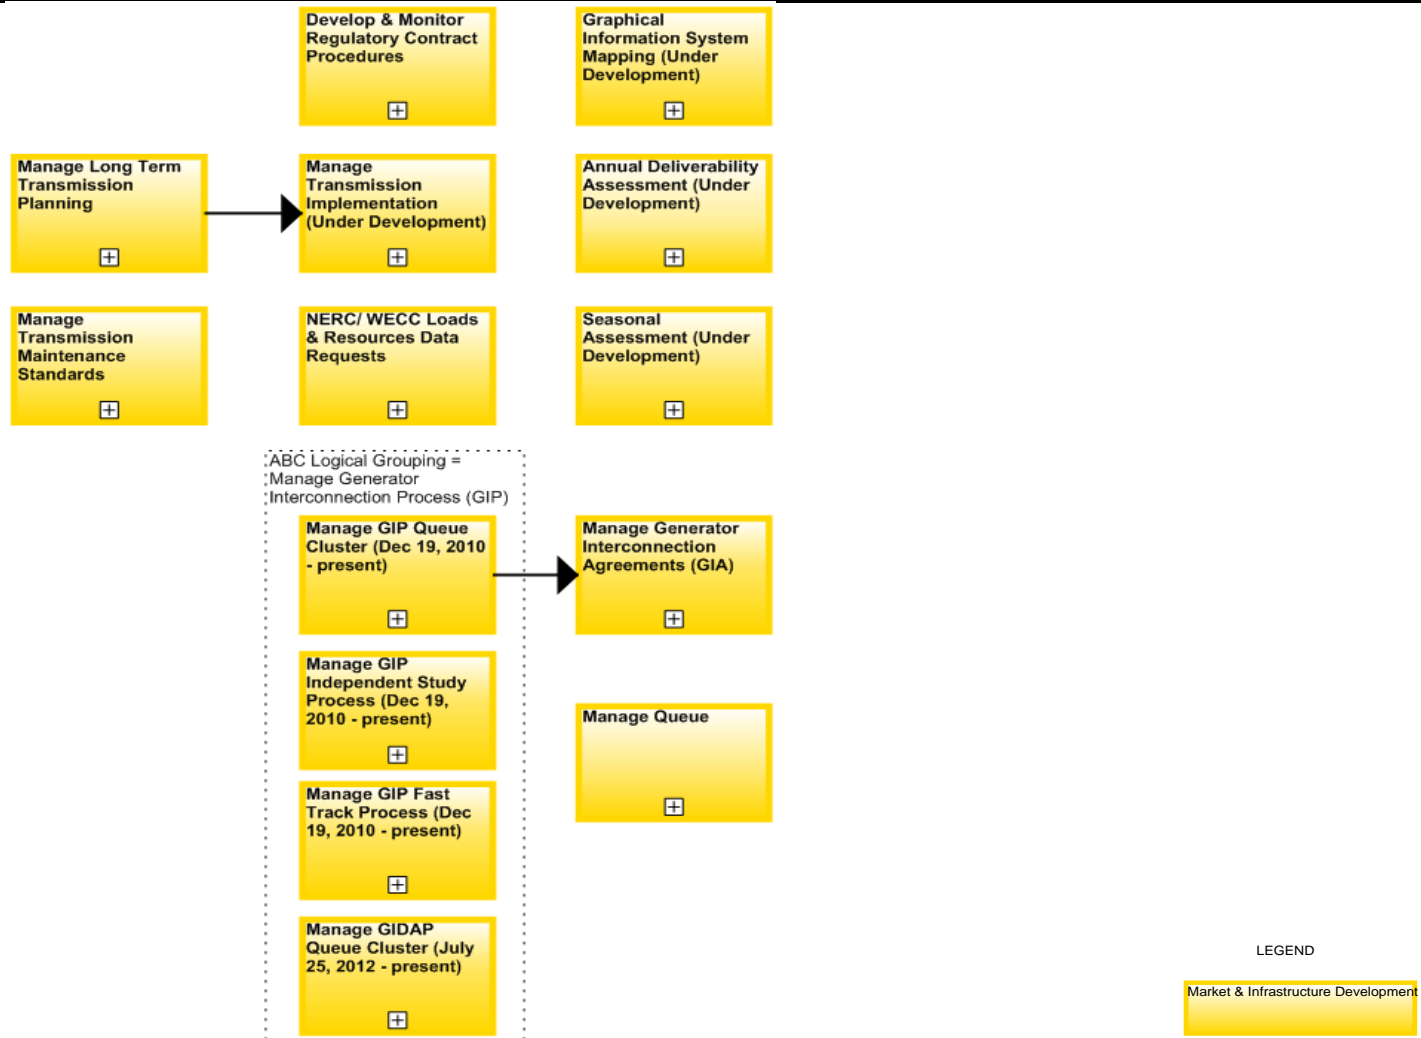 Develop & Monitor
Regulatory Contract
Procedures
Graphical
Information System
Mapping (Under
Development)
Manage Long Term
Transmission
Planning
Manage
Transmission
Implementation
(Under Development)
Annual Deliverability
Assessment (Under
Development)
Manage
Transmission
Maintenance
Standards
NERC/ WECC Loads
& Resources Data
Requests
Seasonal
Assessment (Under
Development)
ABC Logical Grouping =
Manage Generator
Interconnection Process (GIP)
Manage GIP Queue
Cluster (Dec 19, 2010
- present)
Manage Generator
Interconnection
Agreements (GIA)
Manage GIP
Independent Study
Process (Dec 19,
2010 - present)
Manage Queue
Manage GIP Fast
Track Process (Dec
19, 2010 - present)
Manage GIDAP
Queue Cluster (July
25, 2012 - present)
LEGEND
Market & Infrastructure Development